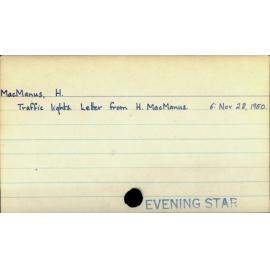 MacManus, H.
Traffic lights. Letter from H. MacManus 6 Nov 28, 1950.
EVENING STAR